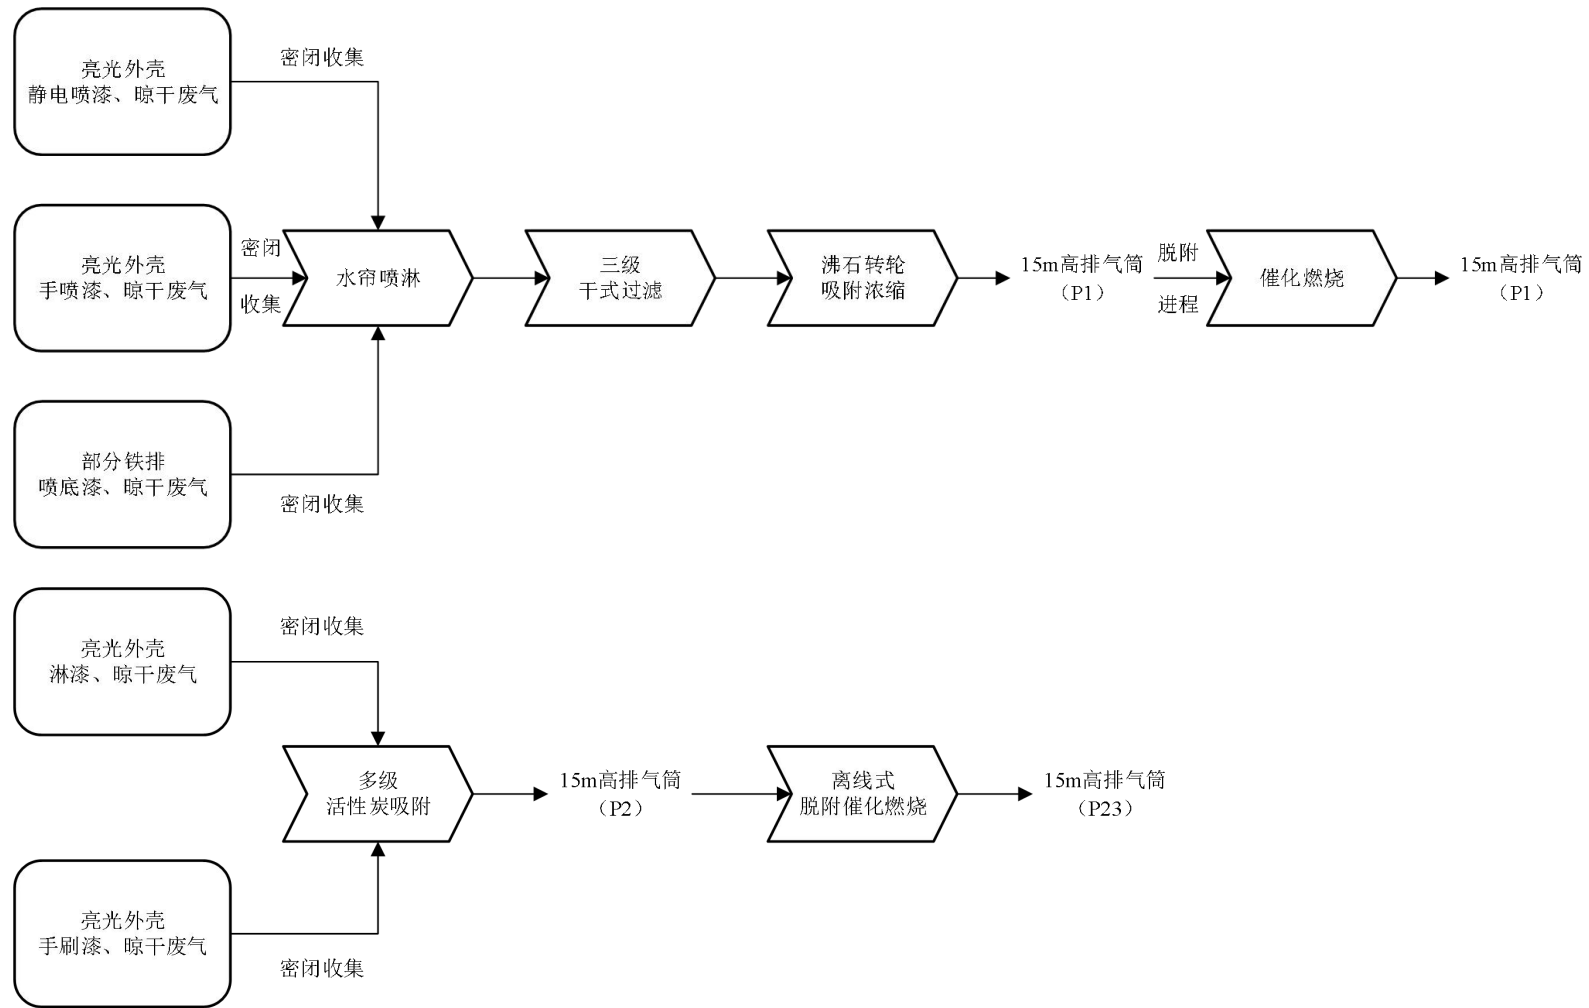 亮光外壳
静电喷漆、晾干废气
密闭收集
亮光外壳
手喷漆、晾干废气
密闭
收集
水帘喷淋
三级
干式过滤
沸石转轮
吸附浓缩
15m高排气筒
（P1）
脱附
进程
催化燃烧
15m高排气筒
（P1）
部分铁排
喷底漆、晾干废气
密闭收集
亮光外壳
淋漆、晾干废气
密闭收集
多级
活性炭吸附
15m高排气筒
（P2）
离线式
脱附催化燃烧
15m高排气筒
（P23）
亮光外壳
手刷漆、晾干废气
密闭收集